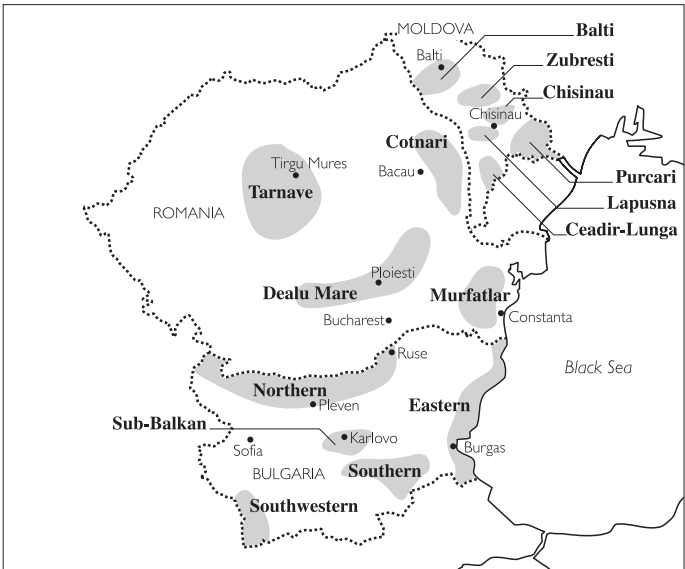 MOLDOVA
Balti
Balti
Zubresti
Chisinau
Chisinau
Cotnari
Tirgu Mures
Tarnave
Bacau
Purcari
ROMANIA
Lapusna
Ceadir-Lunga
Ploiesti
Dealu Mare
Murfatlar
Bucharest
Constanta
Ruse
Black Sea
Northern
Pleven
Eastern
Sub-Balkan
Karlovo
Sofia
Burgas
BULGARIA
Southern
Southwestern